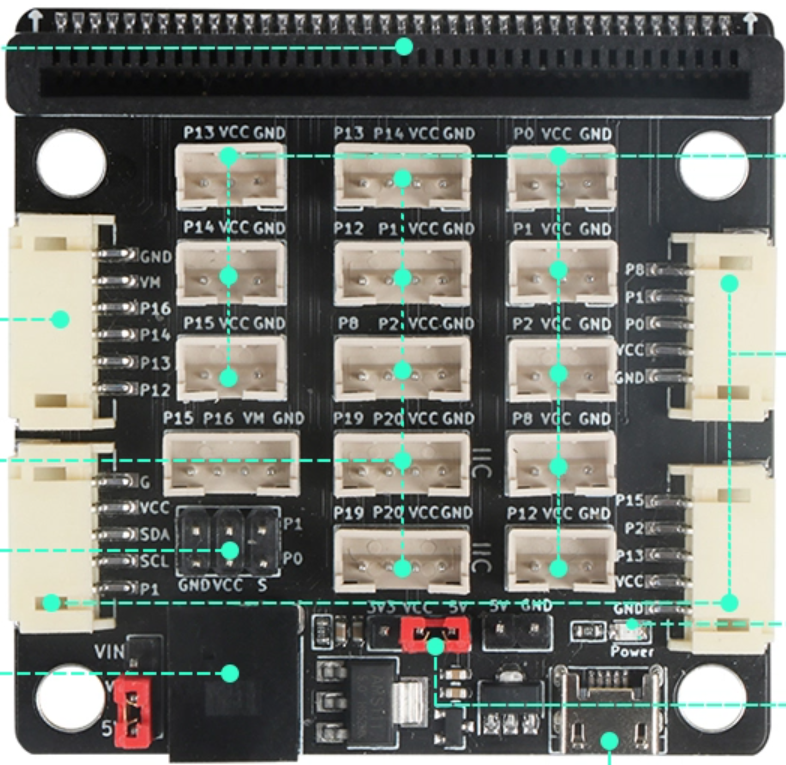 P13 VCC GND
P13 P14 VCC GND
P0 VCC GND
P14 VCC GND
P12 P1 VCC GND
P1 VCC GND
GND
VM
P16
P14
P13
P12
P8
P1
P0
VCC
GND
P15 VCC GND
P8 P2 VCC GND
P2 VCC GND
P15 P16 VM GND
P19 P20 VCC GND
IIC
P8 VCC GND
G
VCC
SDA
SCL
P1
P1
P0
GND VCC S
P19 P20 VCC GND
IIC
P12 VCC GND
P15
P2
P13
VCC
GND
3V3 VCC 5V
5V GND
Power
VIN